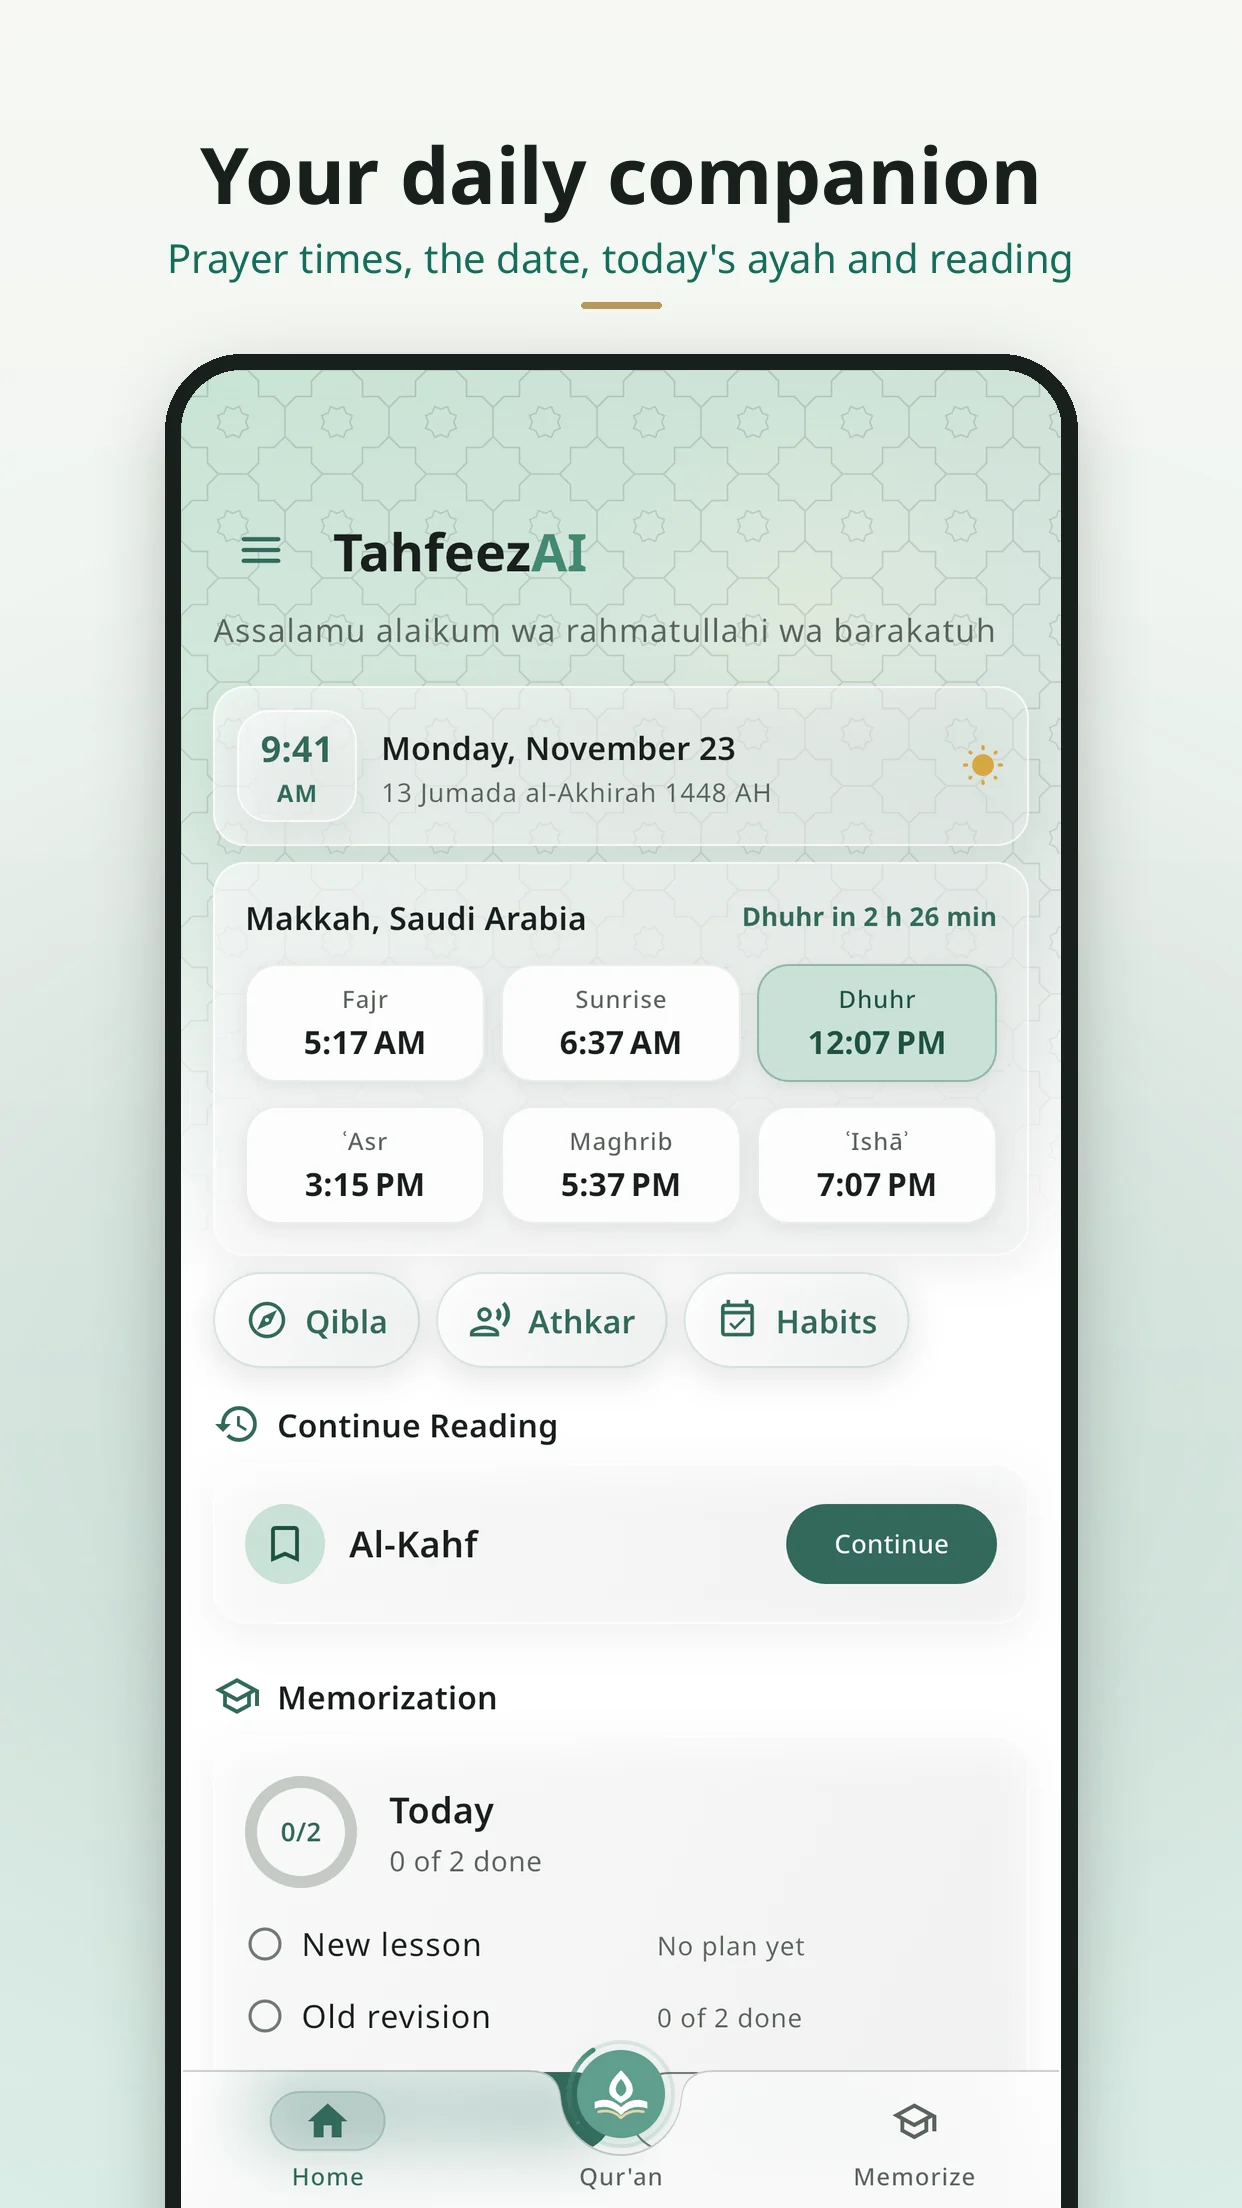 Your daily companion
Prayer times, the date, today's ayah and reading
TahfeezAI
Assalamu alaikum wa rahmatullahi wa barakatuh
9:41
AM
Monday, November 23
13 Jumada al-Akhirah 1448 AH
Makkah, Saudi Arabia
Dhuhr in 2 h 26 min
Fajr
5:17 AM
Sunrise
6:37 AM
Dhuhr
12:07 PM
ʿAsr
3:15 PM
Maghrib
5:37 PM
ʿIshāʾ
7:07 PM
Qibla
Athkar
Habits
Continue Reading
Al-Kahf
Continue
Memorization
0/2
Today
0 of 2 done
New lesson
No plan yet
Old revision
0 of 2 done
Home
Qur'an
Memorize